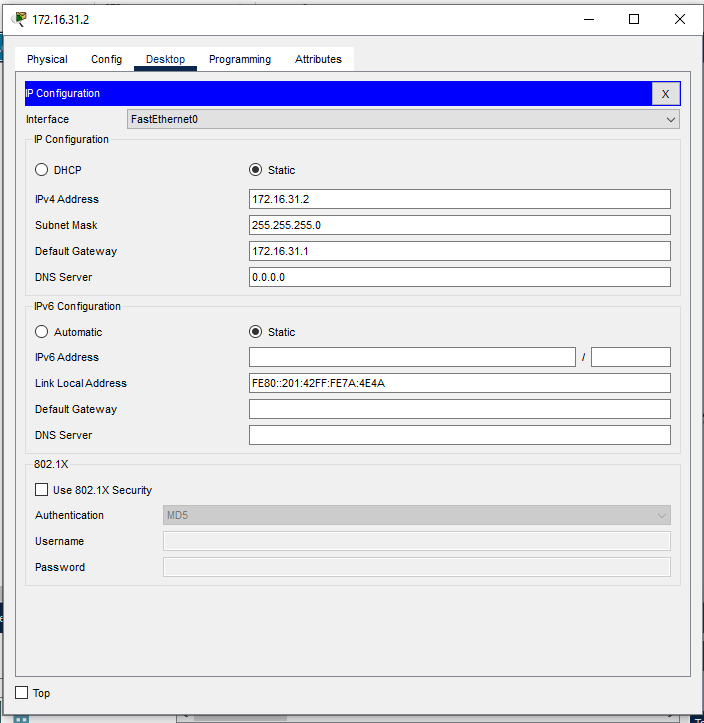 172.16.31.2
Physical Config Desktop Programming Attributes
IP Configuration X
Interface FastEthernet0
IP Configuration
DHCP Static
IPv4 Address 172.16.31.2
Subnet Mask 255.255.255.0
Default Gateway 172.16.31.1
DNS Server 0.0.0.0
IPv6 Configuration
Automatic Static
IPv6 Address /
Link Local Address FE80::201:42FF:FE7A:4E4A
Default Gateway
DNS Server
802.1X
Use 802.1X Security
Authentication MD5
Username
Password
Top